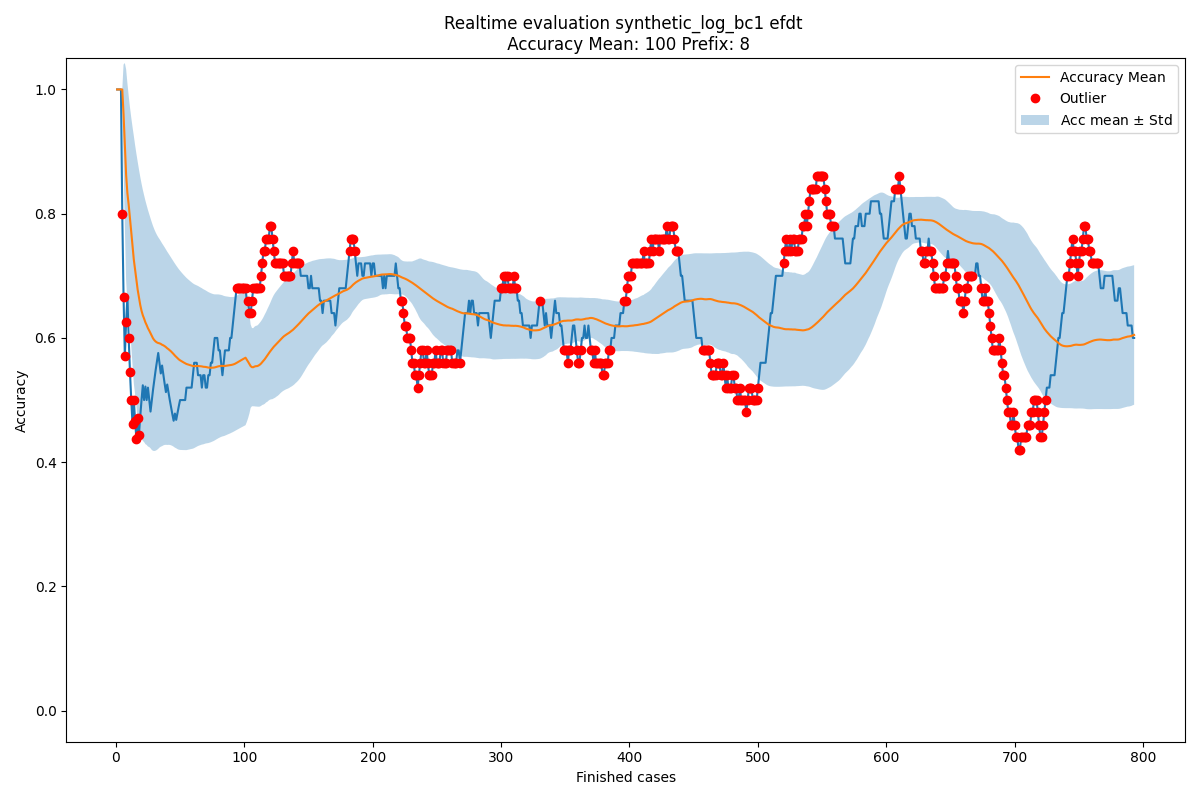 Realtime evaluation synthetic_log_bc1 efdt
Accuracy Mean: 100 Prefix: 8
Accuracy Mean
Outlier
Acc mean ± Std
Accuracy
1.0
0.8
0.6
0.4
0.2
0.0
0 100 200 300 400 500 600 700 800
Finished cases